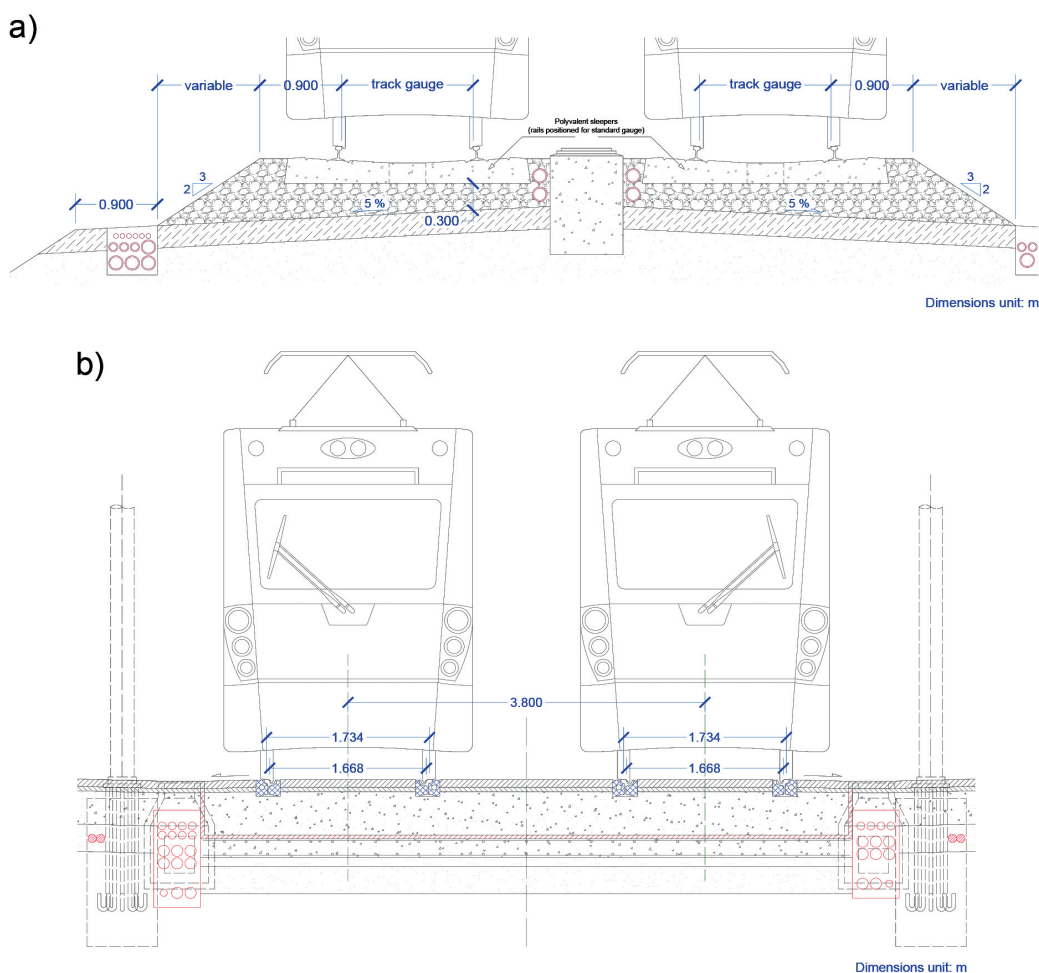 a)
variable
0.900
track gauge
track gauge
0.900
variable
Polyvalent sleepers
(rails positioned for standard gauge)
3
2
3
2
0.900
5 %
5 %
0.300
Dimensions unit: m
b)
3.800
1.734
1.734
1.668
1.668
Dimensions unit: m